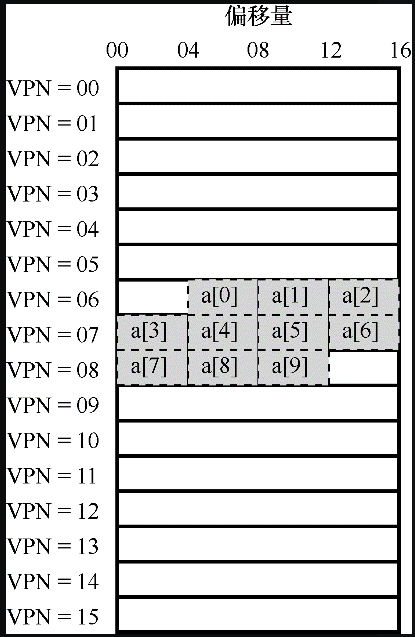 偏移量
00 04 08 12 16
VPN = 00
VPN = 01
VPN = 02
VPN = 03
VPN = 04
VPN = 05
VPN = 06 a[0] a[1] a[2]
VPN = 07 a[3] a[4] a[5] a[6]
VPN = 08 a[7] a[8] a[9]
VPN = 09
VPN = 10
VPN = 11
VPN = 12
VPN = 13
VPN = 14
VPN = 15